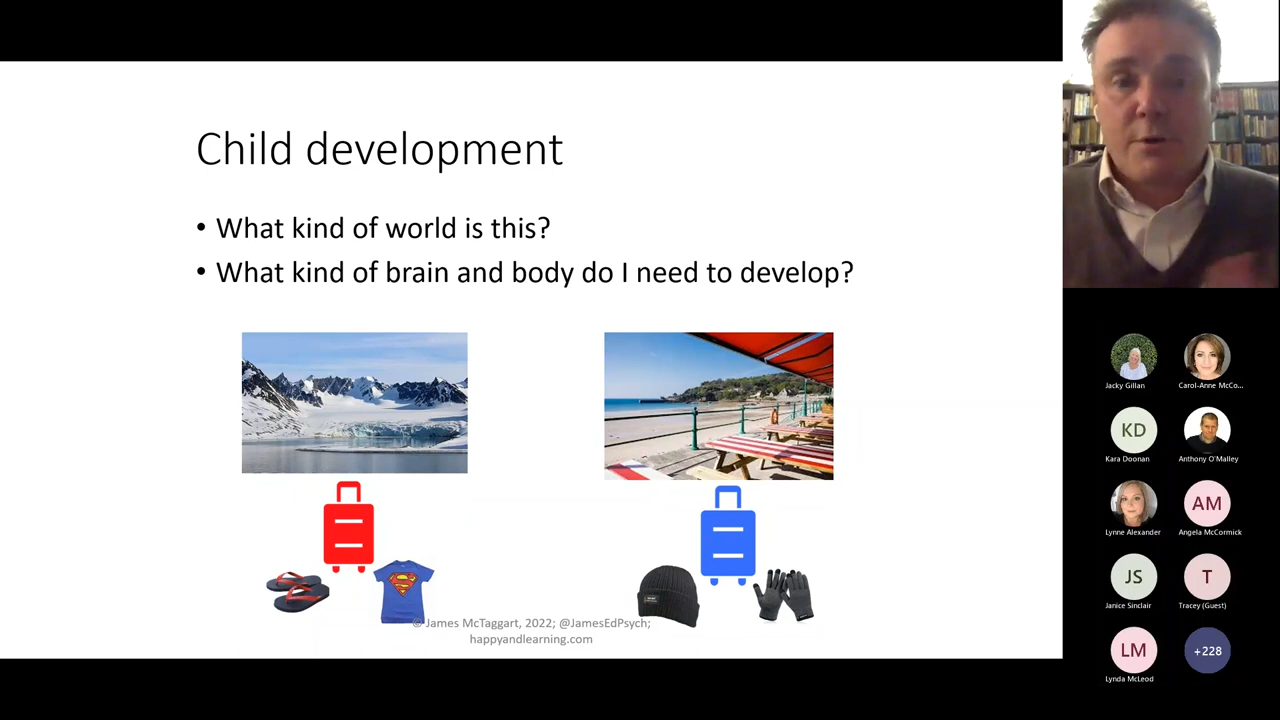 Child development
• What kind of world is this?
• What kind of brain and body do I need to develop?
© James McTaggart, 2022; @JamesEdPsych;
happyandlearning.com
Jacky Gillan
Carol-Anne McCo...
KD
Kara Doonan
Anthony O'Malley
Lynne Alexander
AM
Angela McCormick
JS
Janice Sinclair
T
Tracey (Guest)
LM
Lynda McLeod
+228